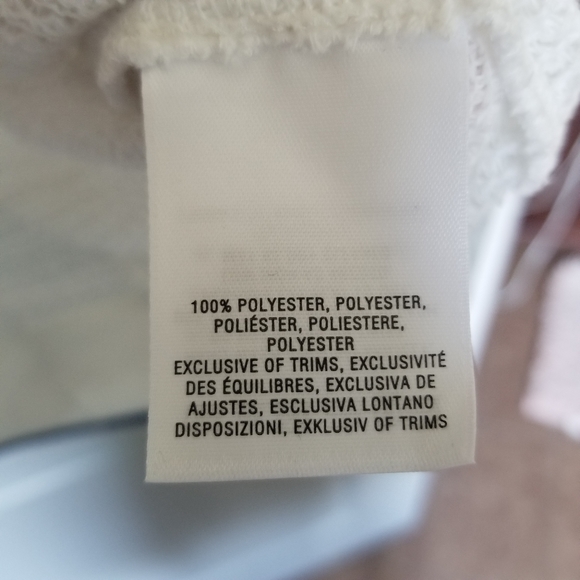 100% POLYESTER, POLYESTER,
POLIÉSTER, POLIESTERE,
POLYESTER
EXCLUSIVE OF TRIMS, EXCLUSIVITÉ
DES ÉQUILIBRES, EXCLUSIVA DE
AJUSTES, ESCLUSIVA LONTANO
DISPOSIZIONI, EXKLUSIV OF TRIMS